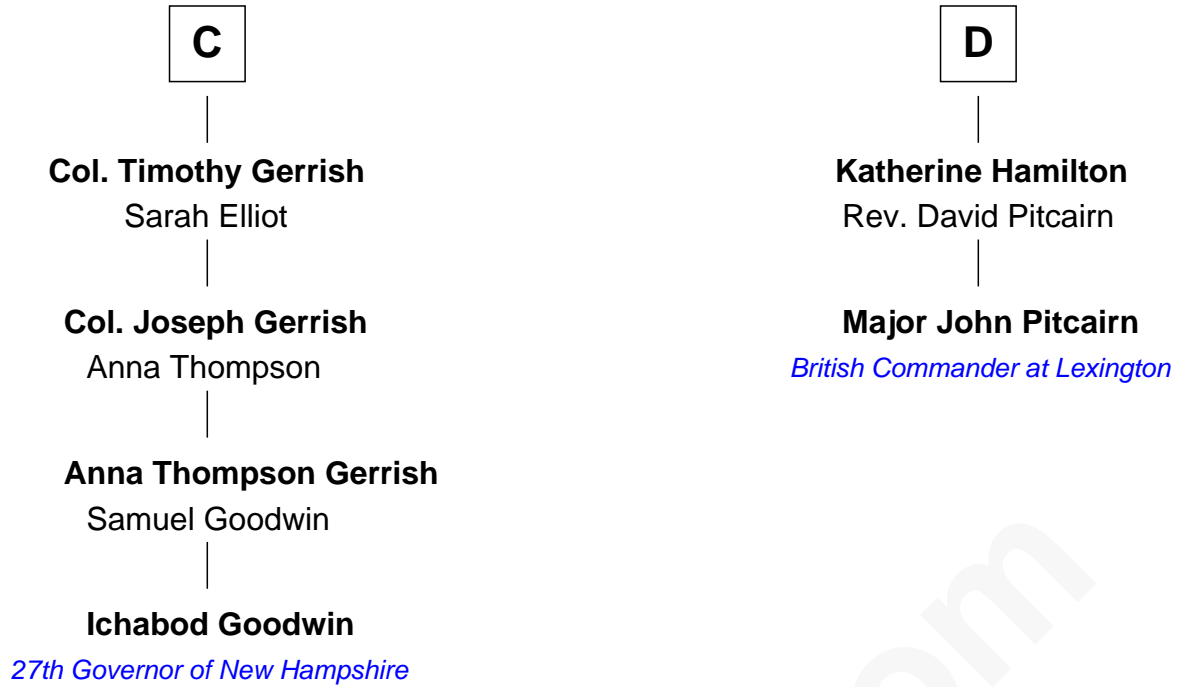 C
Col. Timothy Gerrish
Sarah Elliot
Col. Joseph Gerrish
Anna Thompson
Anna Thompson Gerrish
Samuel Goodwin
Ichabod Goodwin
27th Governor of New Hampshire
D
Katherine Hamilton
Rev. David Pitcairn
Major John Pitcairn
British Commander at Lexington
om